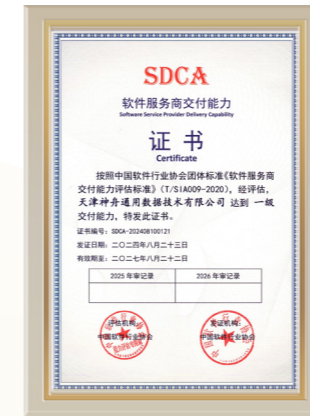 SDCA
软件服务商交付能力
Software Service Provider Delivery Capability
证 书
Certificate
按照中国软件行业协会团体标准《软件服务商
交付能力评估标准》（T/SIA009-2020），经评估，
天津神舟通用数据技术有限公司 达到 一级
交付能力，特发此证书。
证书编号：SDCA-202408100121
发证日期：二〇二四年八月二十三日
有效期至：二〇二七年八月二十二日
2025 年审记录 2026 年审记录
评估机构： 发证机构：
中国软件行业协会 中国软件行业协会